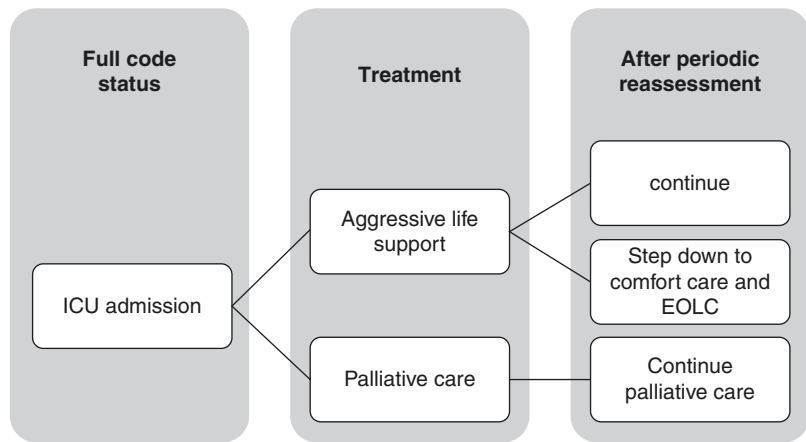 Full code
status
Treatment
After periodic
reassessment
ICU admission
Aggressive life
support
Palliative care
continue
Step down to
comfort care and
EOLC
Continue
palliative care